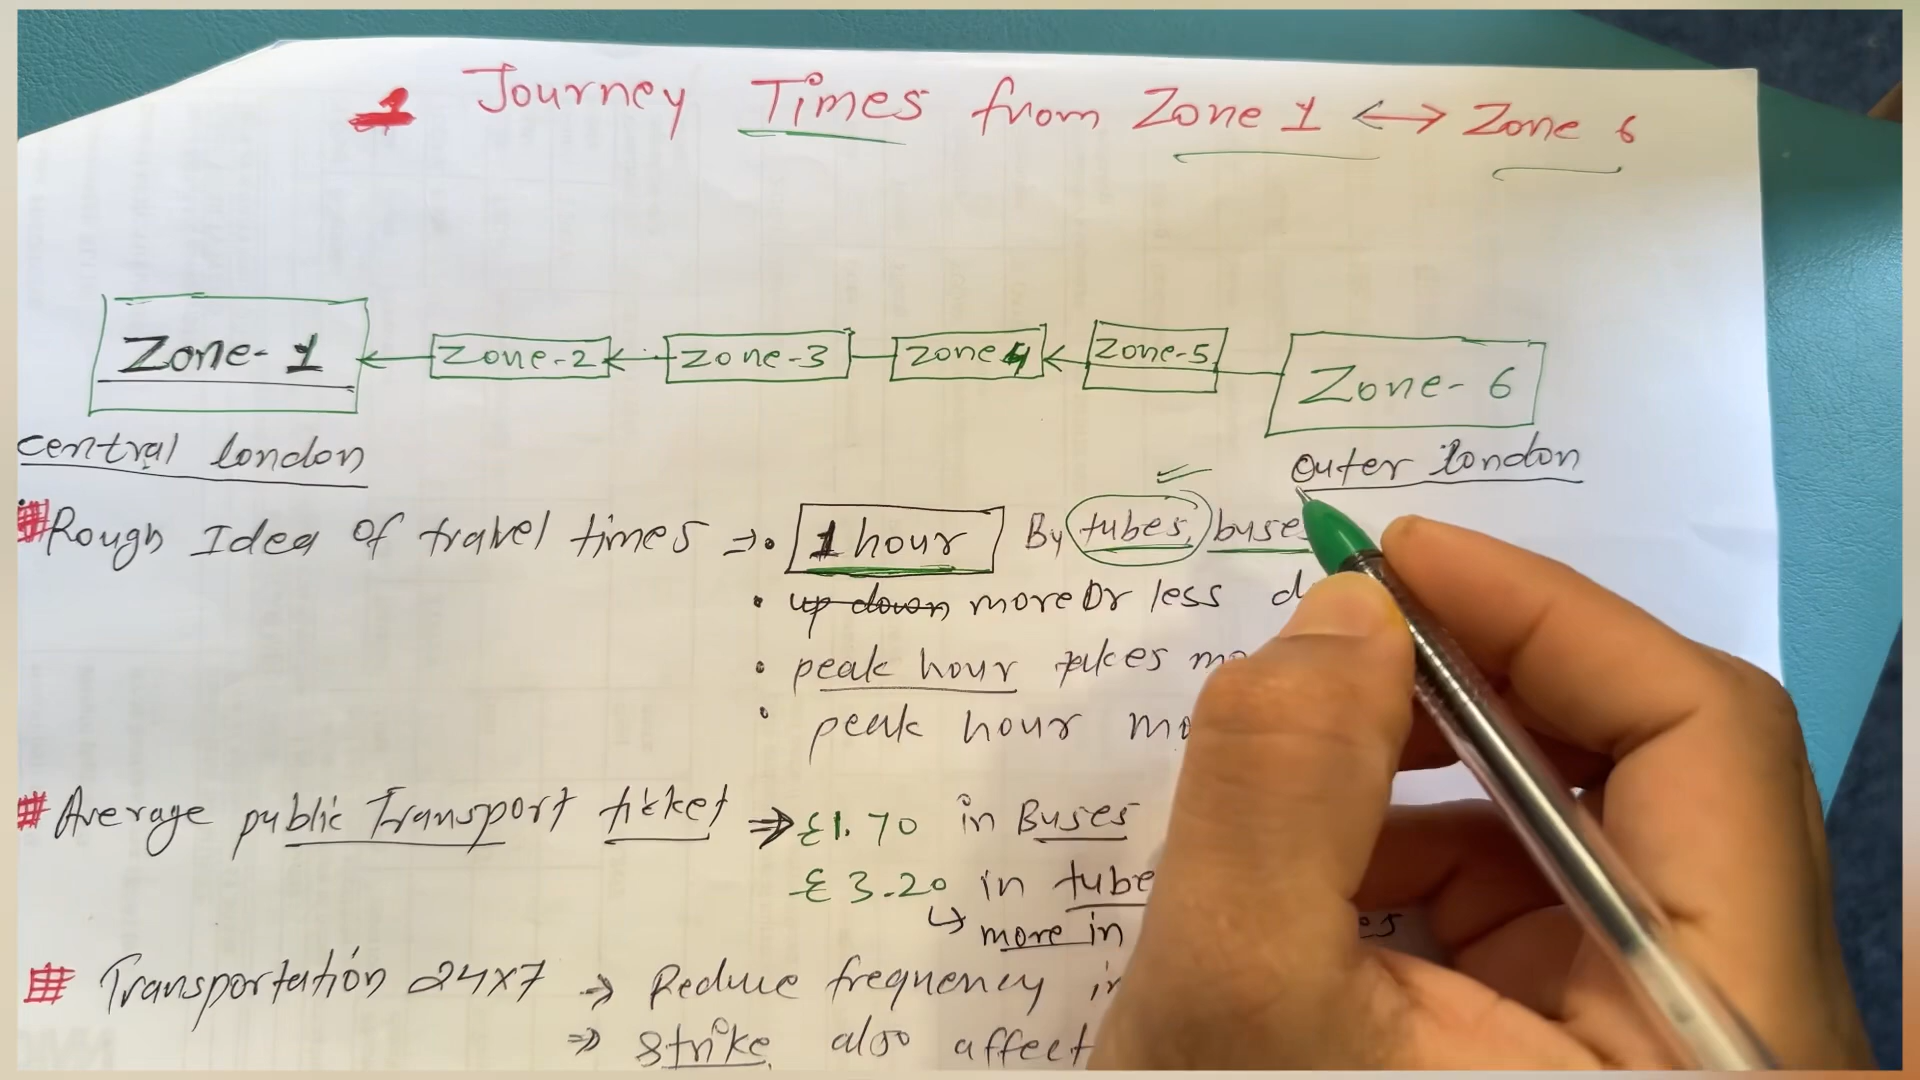 1 Journey Times from Zone 1 ↔ Zone 6
Zone-1 ← Zone-2 ← Zone-3 Zone 4 ← Zone-5 Zone-6
central london
outer london
# Rough Idea of travel times ⇒ • 1 hour By tubes, buses
• up down more or less
• peak hour takes
• peak hour
# Average public Transport ticket ⇒ £1.70 in Buses
£3.20 in tube
↳ more in
# Transportation 24x7 → Reduce frequency
⇒ strike also affect